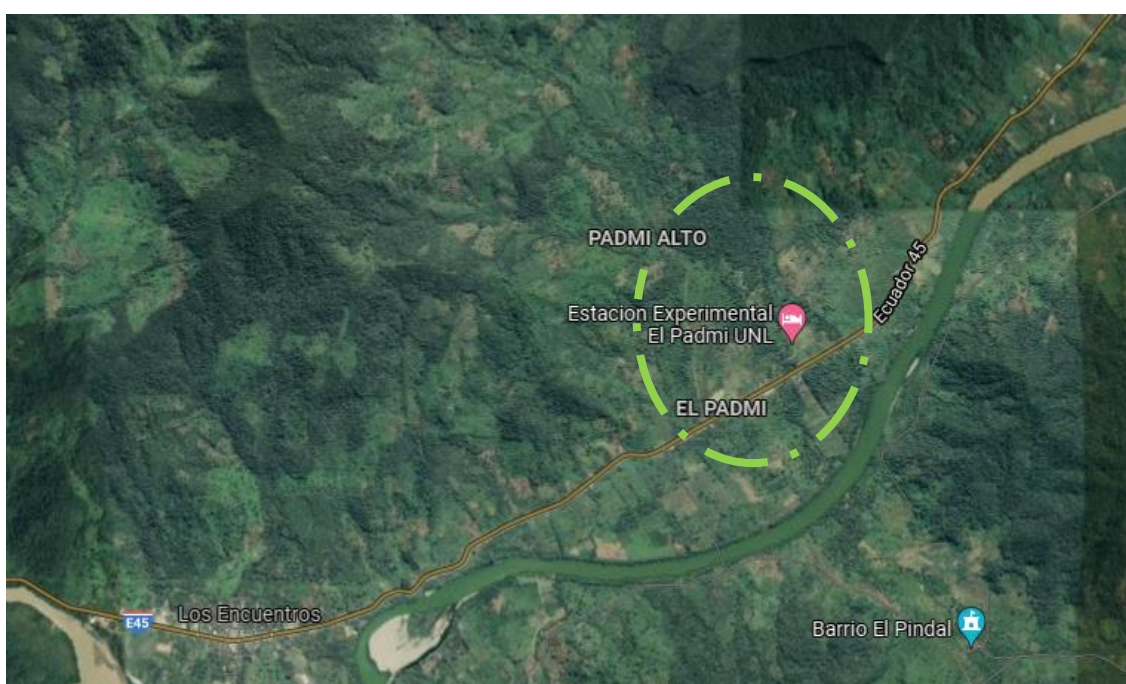 PADMI ALTO
Ecuador 45
Estacion Experimental
El Padmi UNL
EL PADMI
Los Encuentros
E45
Barrio El Pindal